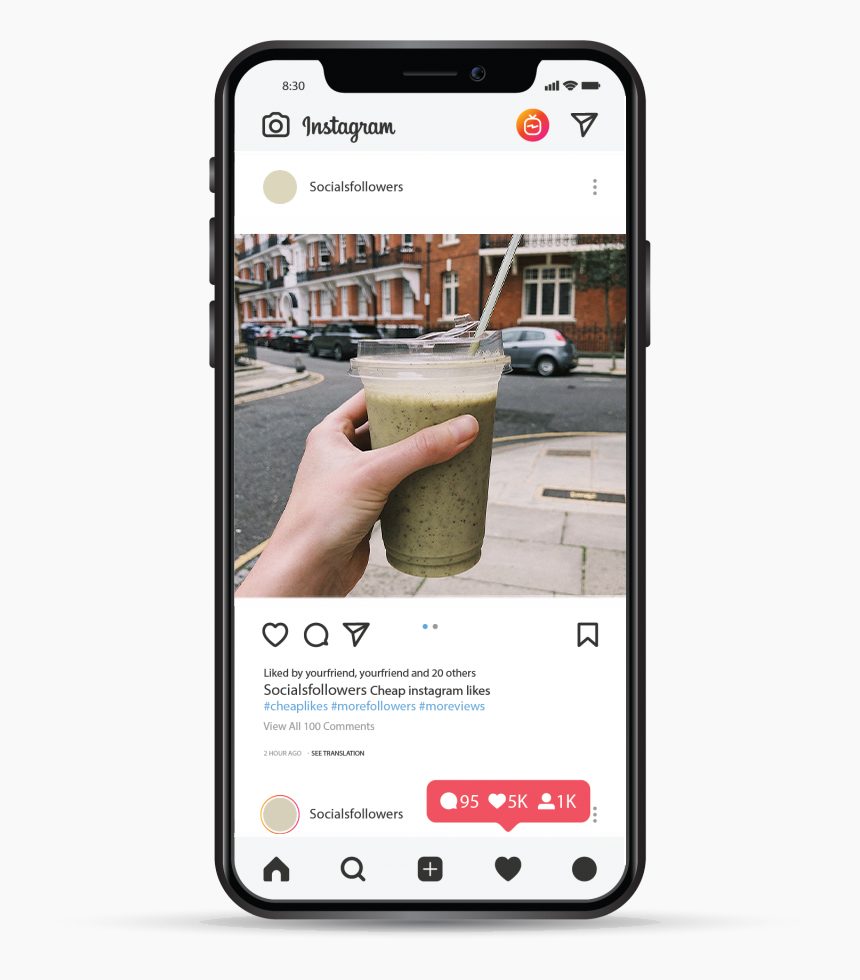 8:30
Instagram
Socialsfollowers
Liked by yourfriend, yourfriend and 20 others
Socialsfollowers Cheap instagram likes
#cheaplikes #morefollowers #moreviews
View All 100 Comments
2 HOUR AGO · SEE TRANSLATION
Socialsfollowers
95 5K 1K